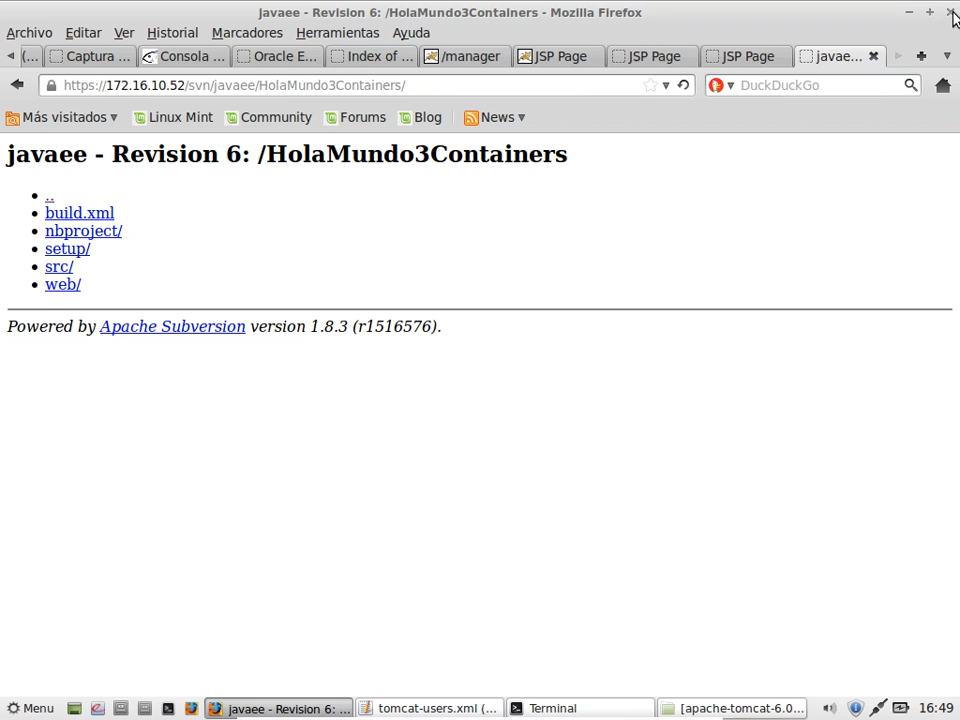 javaee - Revision 6: /HolaMundo3Containers - Mozilla Firefox
Archivo Editar Ver Historial Marcadores Herramientas Ayuda
(... Captura ... Consola ... Oracle E... Index of ... /manager JSP Page JSP Page JSP Page javae...
https://172.16.10.52/svn/javaee/HolaMundo3Containers/ DuckDuckGo
Más visitados Linux Mint Community Forums Blog News
javaee - Revision 6: /HolaMundo3Containers
..
build.xml
nbproject/
setup/
src/
web/
Powered by Apache Subversion version 1.8.3 (r1516576).
Menu javaee - Revision 6: ... tomcat-users.xml (... Terminal [apache-tomcat-6.0... 16:49